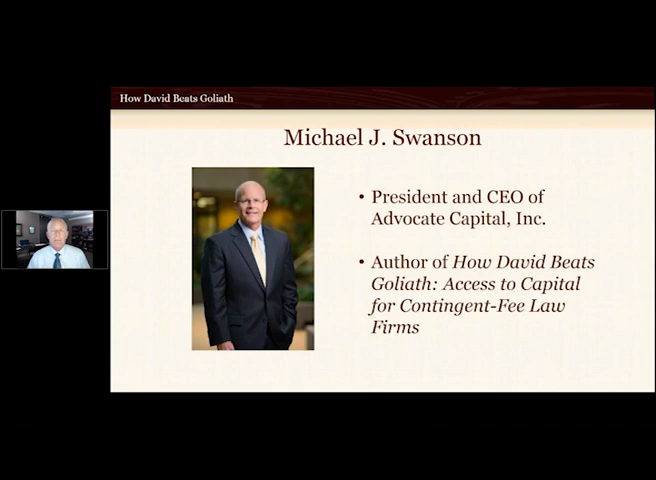 How David Beats Goliath
Michael J. Swanson
• President and CEO of
Advocate Capital, Inc.
• Author of How David Beats
Goliath: Access to Capital
for Contingent-Fee Law
Firms